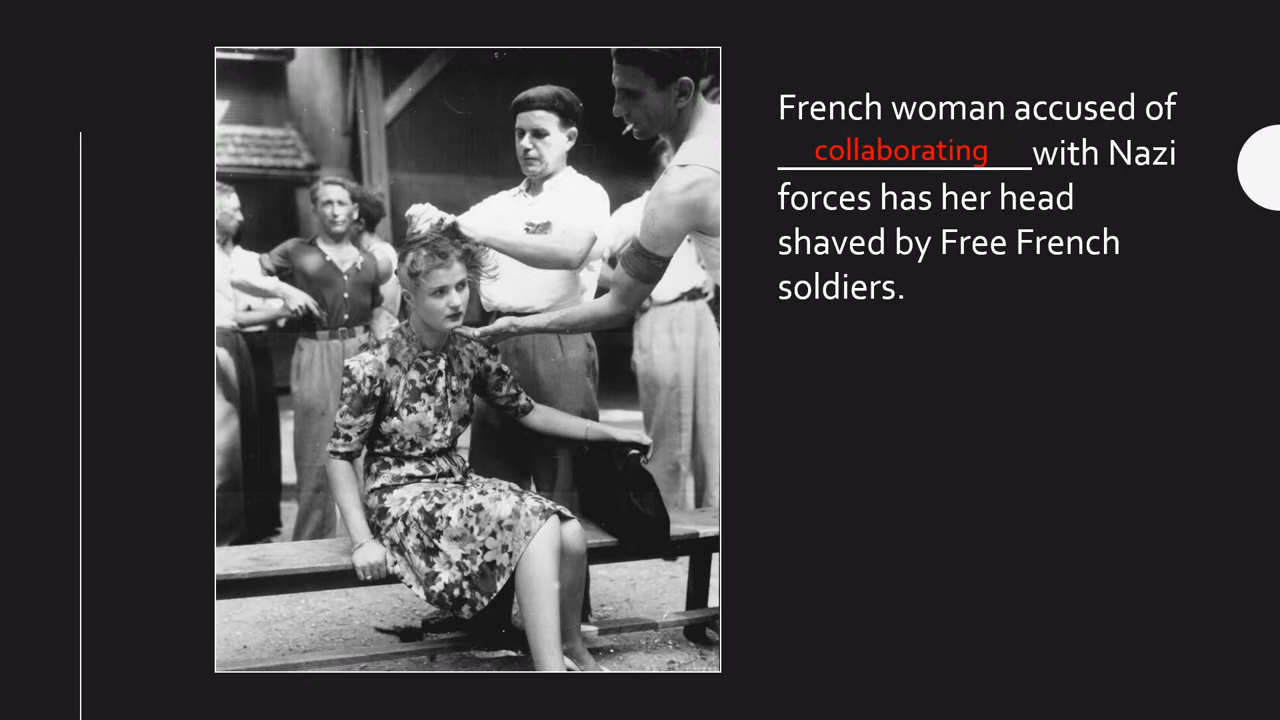 French woman accused of
collaborating with Nazi
forces has her head
shaved by Free French
soldiers.